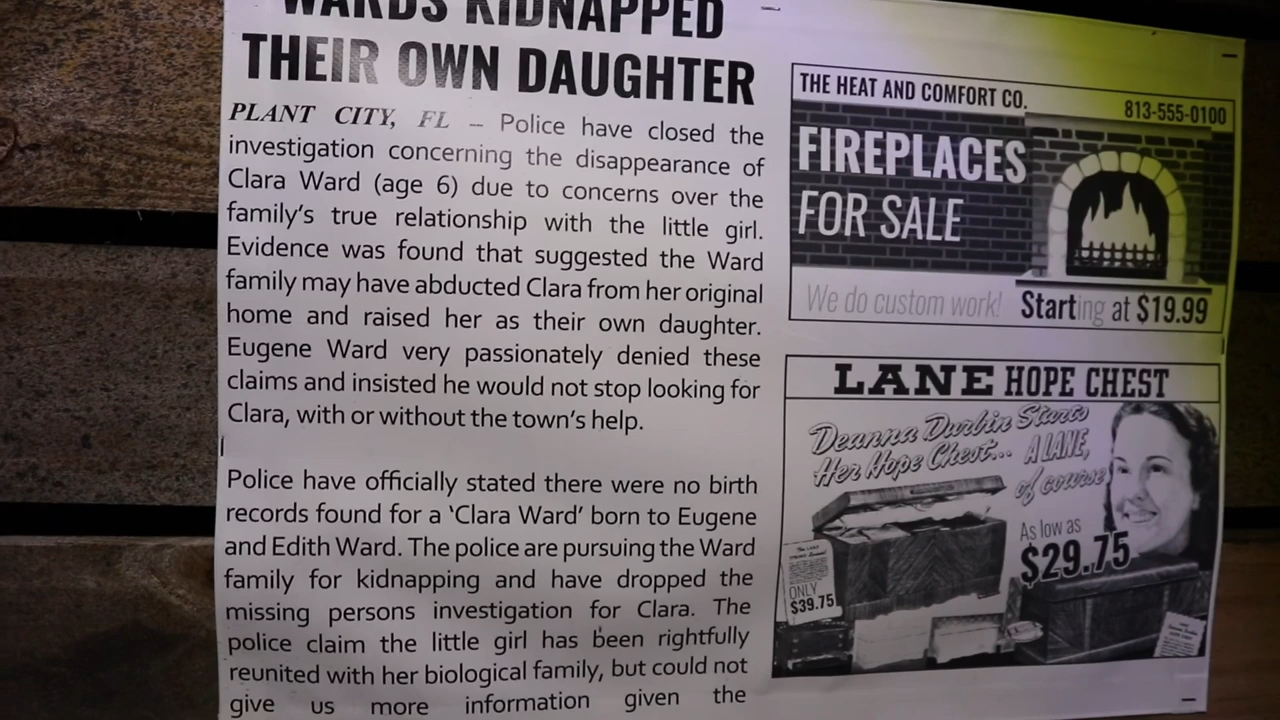 WARDS KIDNAPPED
THEIR OWN DAUGHTER
PLANT CITY, FL – Police have closed the
investigation concerning the disappearance of
Clara Ward (age 6) due to concerns over the
family's true relationship with the little girl.
Evidence was found that suggested the Ward
family may have abducted Clara from her original
home and raised her as their own daughter.
Eugene Ward very passionately denied these
claims and insisted he would not stop looking for
Clara, with or without the town's help.
Police have officially stated there were no birth
records found for a 'Clara Ward' born to Eugene
and Edith Ward. The police are pursuing the Ward
family for kidnapping and have dropped the
missing persons investigation for Clara. The
police claim the little girl has been rightfully
reunited with her biological family, but could not
give us more information given the
THE HEAT AND COMFORT CO.
813-555-0100
FIREPLACES
FOR SALE
We do custom work!
Starting at $19.99
LANE HOPE CHEST
Deanna Durbin Starts
Her Hope Chest... A LANE,
of course
As low as
$29.75
ONLY
$39.75